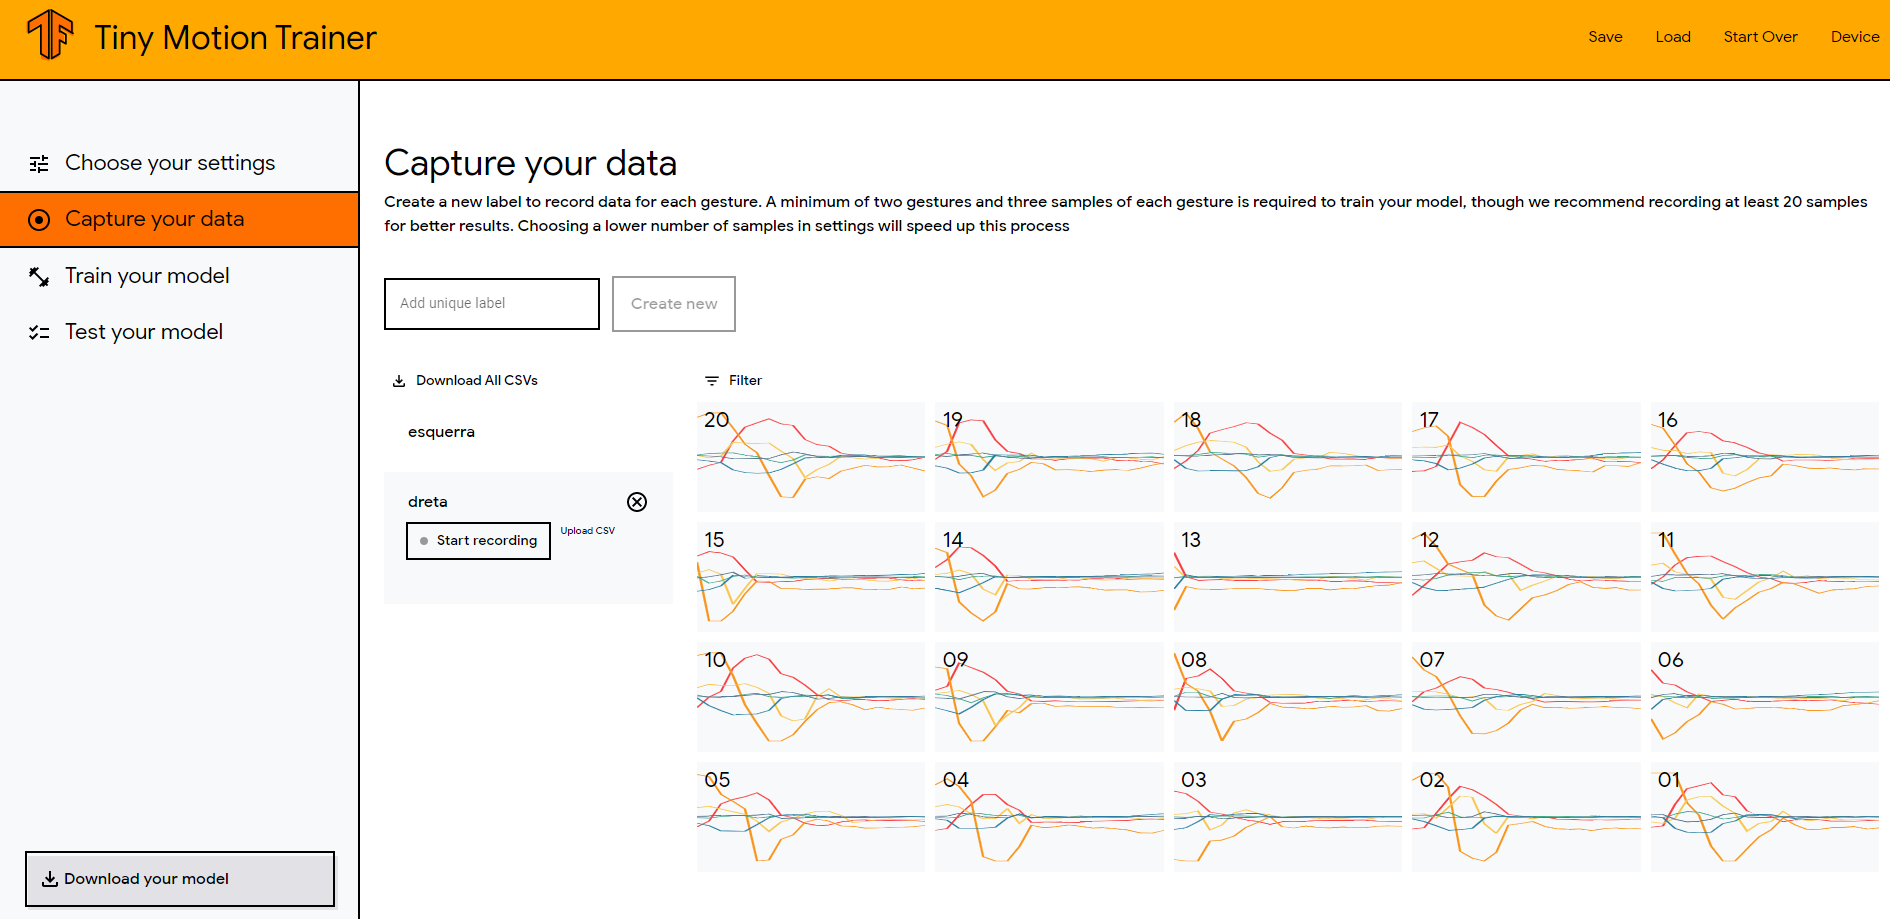 Tiny Motion Trainer
Save Load Start Over Device
Choose your settings
Capture your data
Train your model
Test your model
Download your model
Capture your data
Create a new label to record data for each gesture. A minimum of two gestures and three samples of each gesture is required to train your model, though we recommend recording at least 20 samples
for better results. Choosing a lower number of samples in settings will speed up this process
Add unique label
Create new
Download All CSVs
esquerra
dreta
Start recording
Upload CSV
Filter
20 19 18 17 16
15 14 13 12 11
10 09 08 07 06
05 04 03 02 01